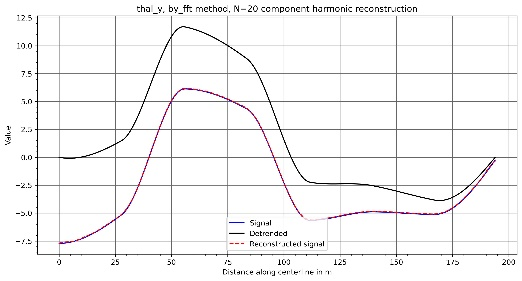 thal_y, by_fft method, N=20 component harmonic reconstruction
12.5
10.0
7.5
5.0
2.5
0.0
−2.5
−5.0
−7.5
Value
Signal
Detrended
Reconstructed signal
0 25 50 75 100 125 150 175 200
Distance along centerline in m